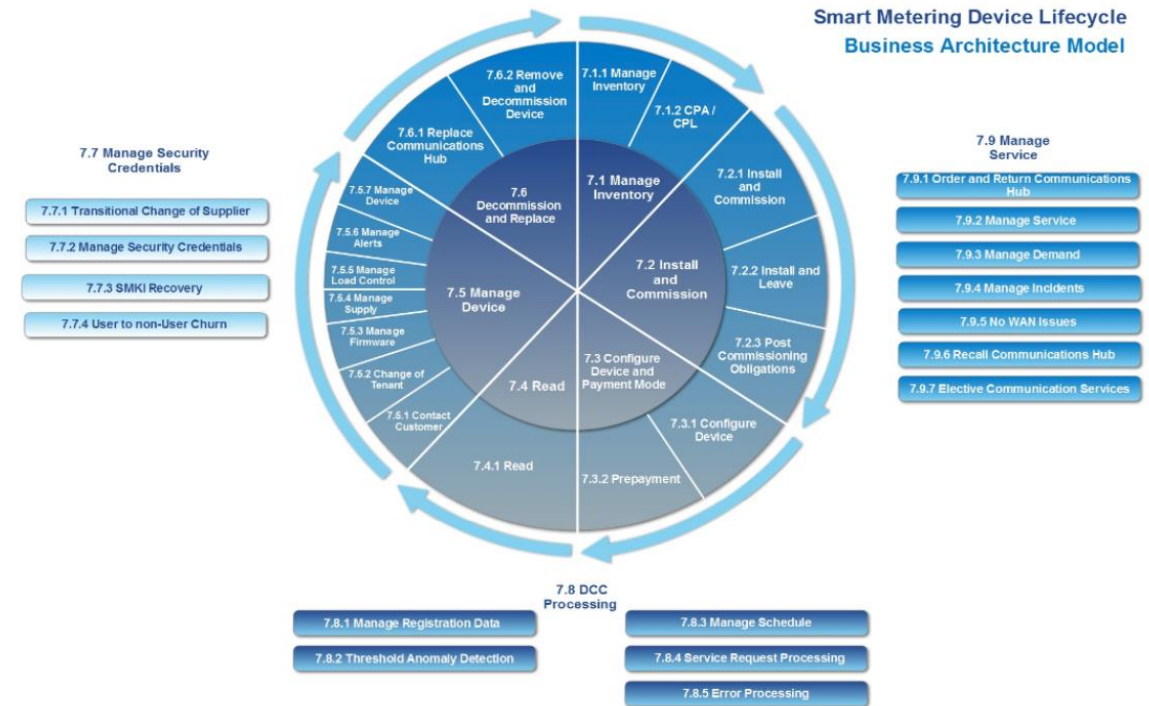 Smart Metering Device Lifecycle
Business Architecture Model
7.6.2 Remove
and
Decommission
Device
7.1.1 Manage
Inventory
7.1.2 CPA /
CPL
7.6.1 Replace
Communications
Hub
7.2.1 Install
and
Commission
7.6
Decommission
and Replace
7.1 Manage
Inventory
7.5.7 Manage
Device
7.5.6 Manage
Alerts
7.5.5 Manage
Load Control
7.5.4 Manage
Supply
7.5.3 Manage
Firmware
7.5.2 Change of
Tenant
7.5.1 Contact
Customer
7.5 Manage
Device
7.2 Install
and
Commission
7.2.2 Install and
Leave
7.2.3 Post
Commissioning
Obligations
7.4 Read
7.3 Configure
Device and
Payment Mode
7.3.1 Configure
Device
7.4.1 Read
7.3.2 Prepayment
7.7 Manage Security
Credentials
7.7.1 Transitional Change of Supplier
7.7.2 Manage Security Credentials
7.7.3 SMKI Recovery
7.7.4 User to non-User Churn
7.9 Manage
Service
7.9.1 Order and Return Communications
Hub
7.9.2 Manage Service
7.9.3 Manage Demand
7.9.4 Manage Incidents
7.9.5 No WAN Issues
7.9.6 Recall Communications Hub
7.9.7 Elective Communication Services
7.8 DCC
Processing
7.8.1 Manage Registration Data
7.8.2 Threshold Anomaly Detection
7.8.3 Manage Schedule
7.8.4 Service Request Processing
7.8.5 Error Processing